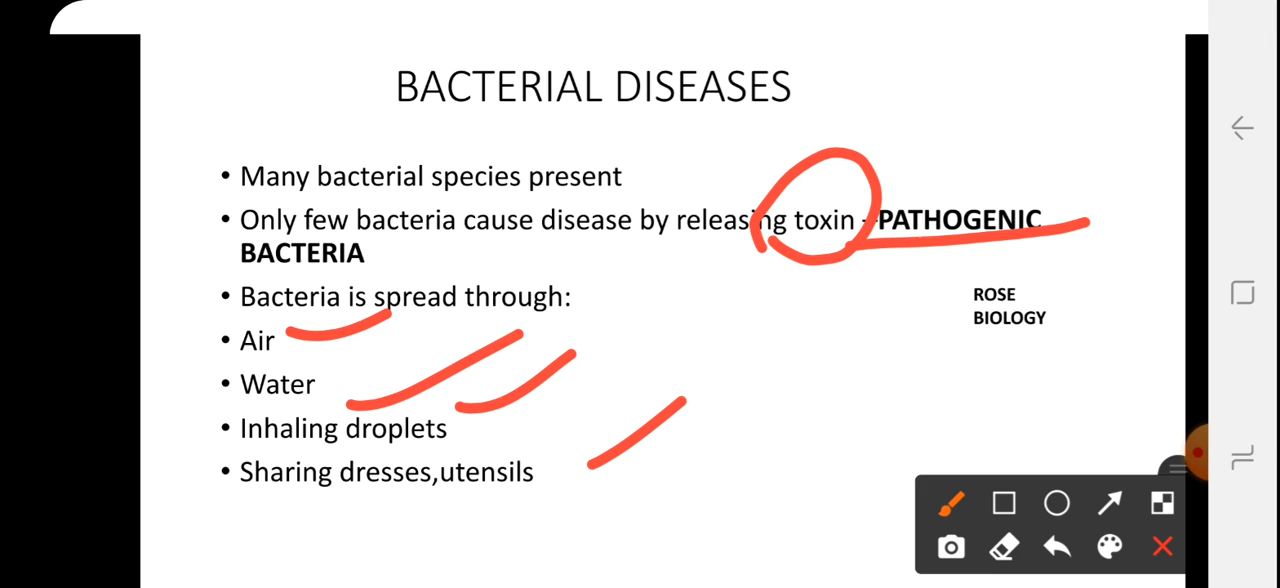 BACTERIAL DISEASES
• Many bacterial species present
• Only few bacteria cause disease by releasing toxin - PATHOGENIC
BACTERIA
• Bacteria is spread through:
• Air
• Water
• Inhaling droplets
• Sharing dresses,utensils
ROSE
BIOLOGY